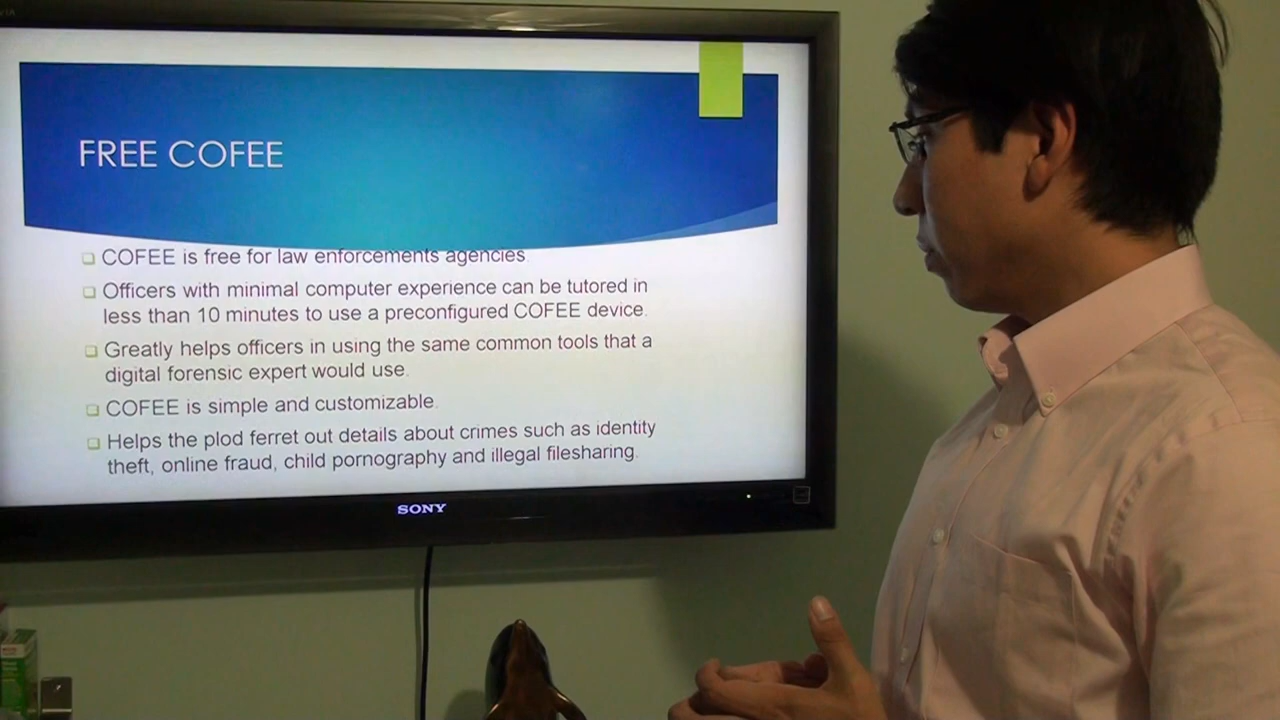 FREE COFEE
COFEE is free for law enforcements agencies.
Officers with minimal computer experience can be tutored in
less than 10 minutes to use a preconfigured COFEE device.
Greatly helps officers in using the same common tools that a
digital forensic expert would use.
COFEE is simple and customizable.
Helps the plod ferret out details about crimes such as identity
theft, online fraud, child pornography and illegal filesharing.
SONY